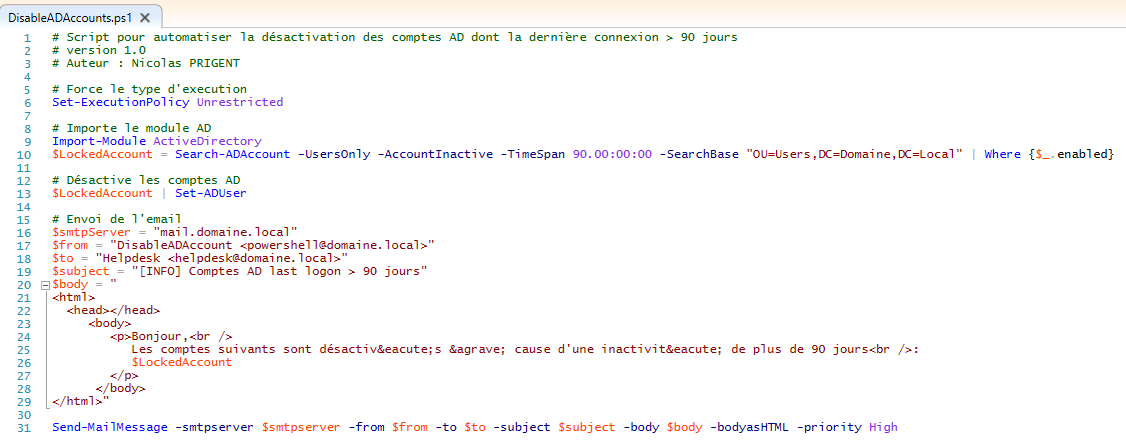 DisableADAccounts.ps1 X
1 # Script pour automatiser la désactivation des comptes AD dont la dernière connexion > 90 jours
2 # version 1.0
3 # Auteur : Nicolas PRIGENT
4
5 # Force le type d'execution
6 Set-ExecutionPolicy Unrestricted
7
8 # Importe le module AD
9 Import-Module ActiveDirectory
10 $LockedAccount = Search-ADAccount -UsersOnly -AccountInactive -TimeSpan 90.00:00:00 -SearchBase "OU=Users,DC=Domaine,DC=Local" | Where {$_.enabled}
11
12 # Désactive les comptes AD
13 $LockedAccount | Set-ADUser
14
15 # Envoi de l'email
16 $smtpServer = "mail.domaine.local"
17 $from = "DisableADAccount <powershell@domaine.local>"
18 $to = "Helpdesk <helpdesk@domaine.local>"
19 $subject = "[INFO] Comptes AD last logon > 90 jours"
20 $body = "
21 <html>
22 <head></head>
23 <body>
24 <p>Bonjour,<br />
25 Les comptes suivants sont désactiv&eacute;s &agrave; cause d'une inactivit&eacute; de plus de 90 jours<br />:
26 $LockedAccount
27 </p>
28 </body>
29 </html>"
30
31 Send-MailMessage -smtpserver $smtpserver -from $from -to $to -subject $subject -body $body -bodyasHTML -priority High